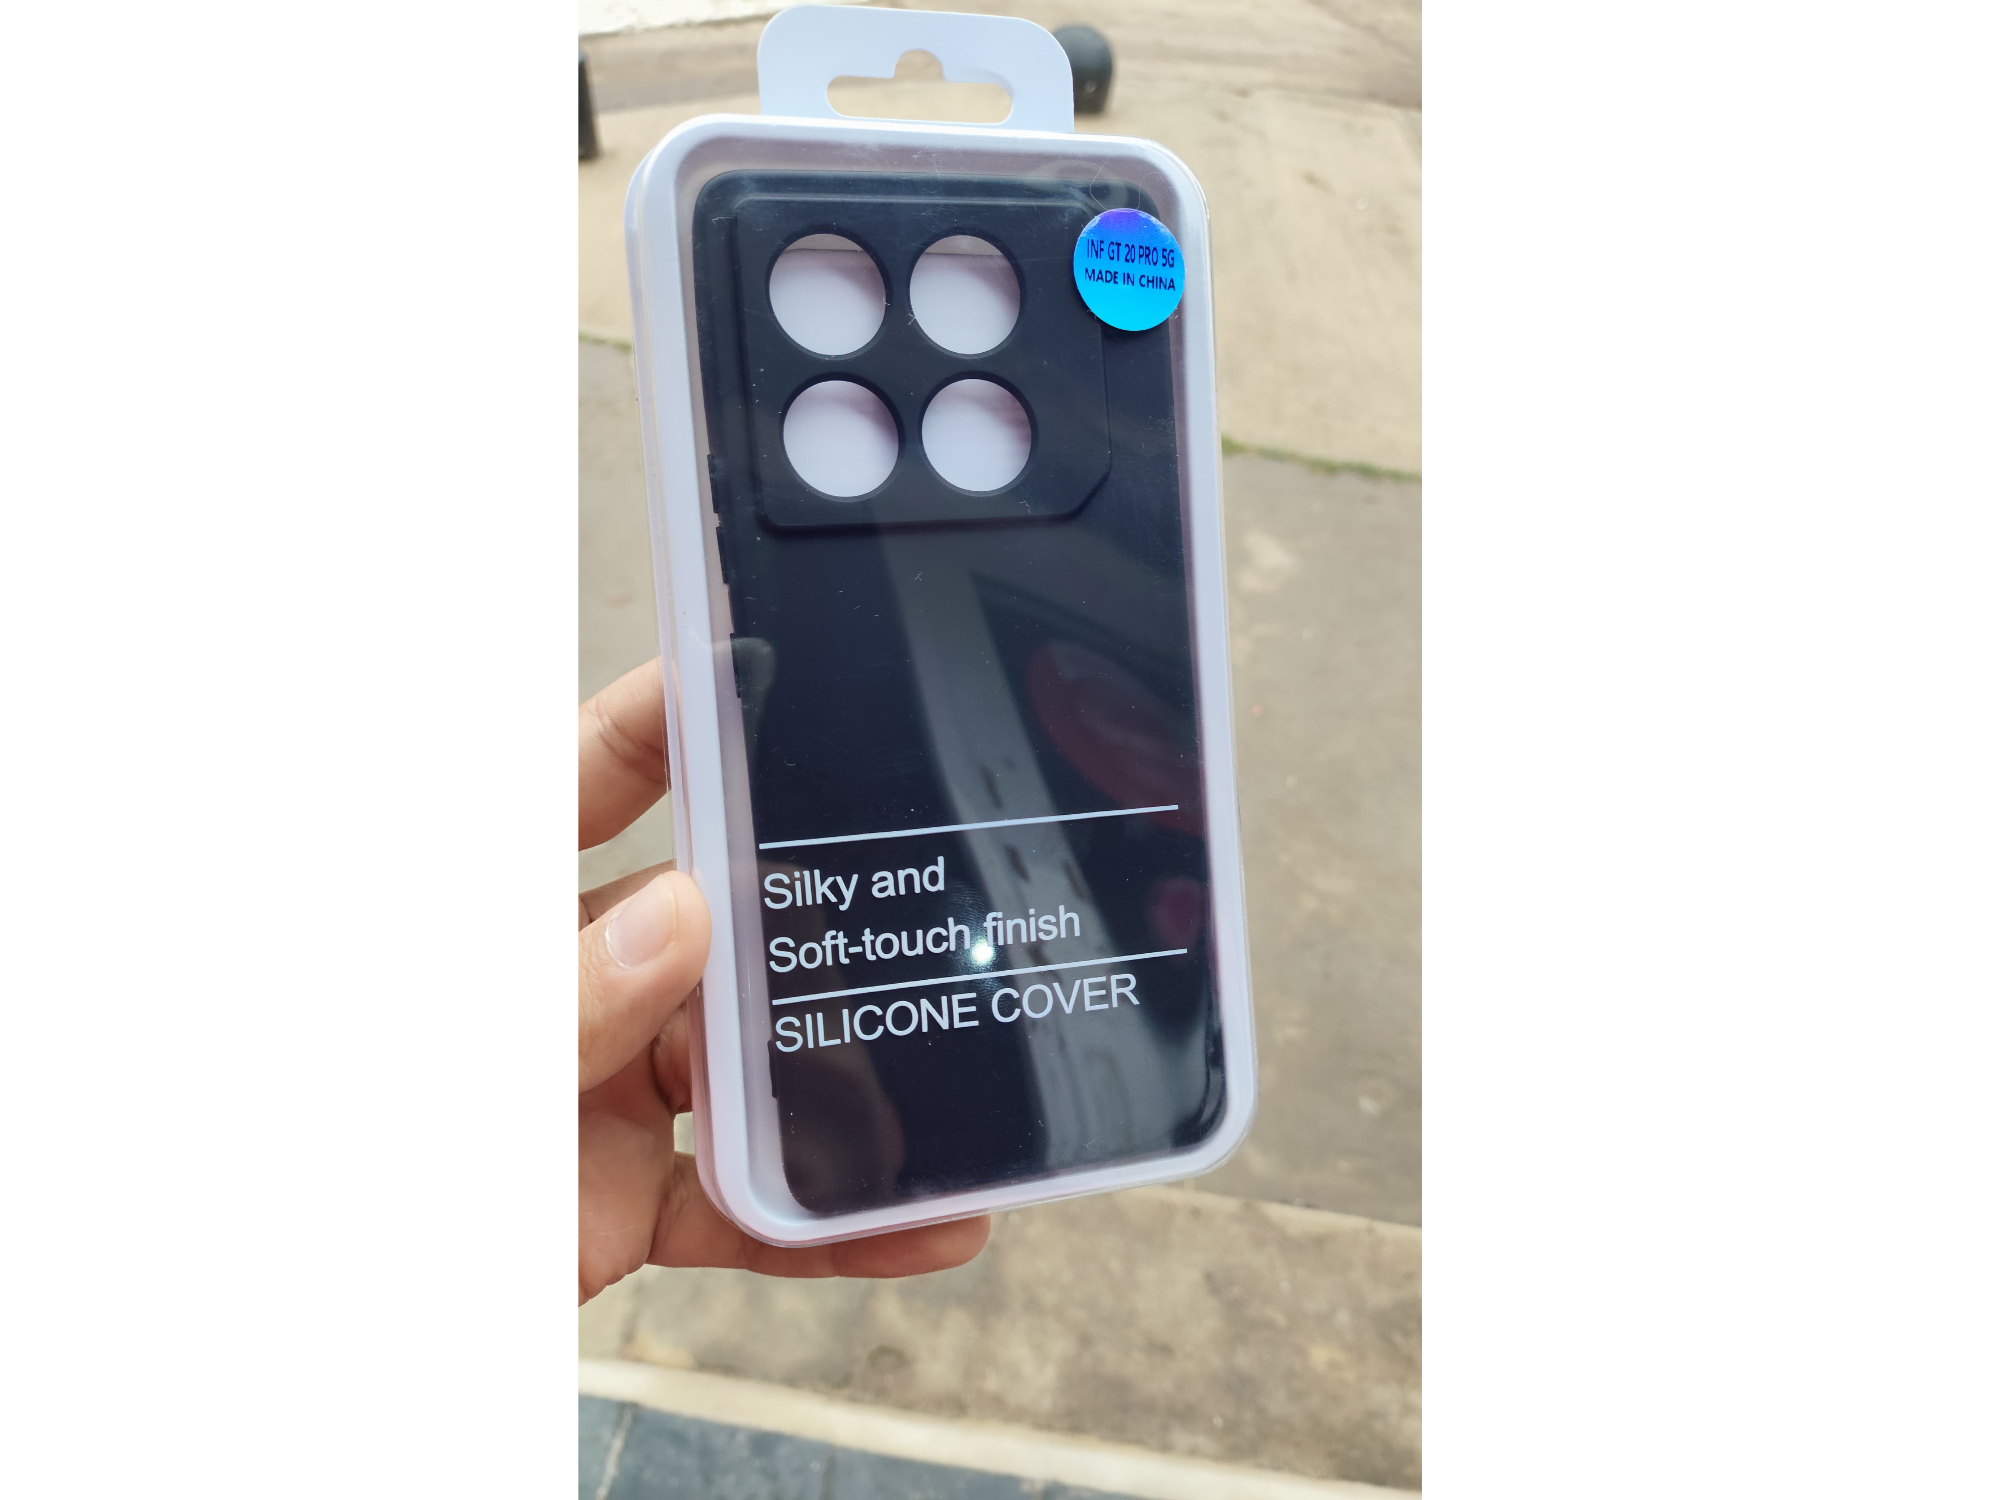 INF GT 20 PRO 5G
MADE IN CHINA
Silky and
Soft-touch finish
SILICONE COVER